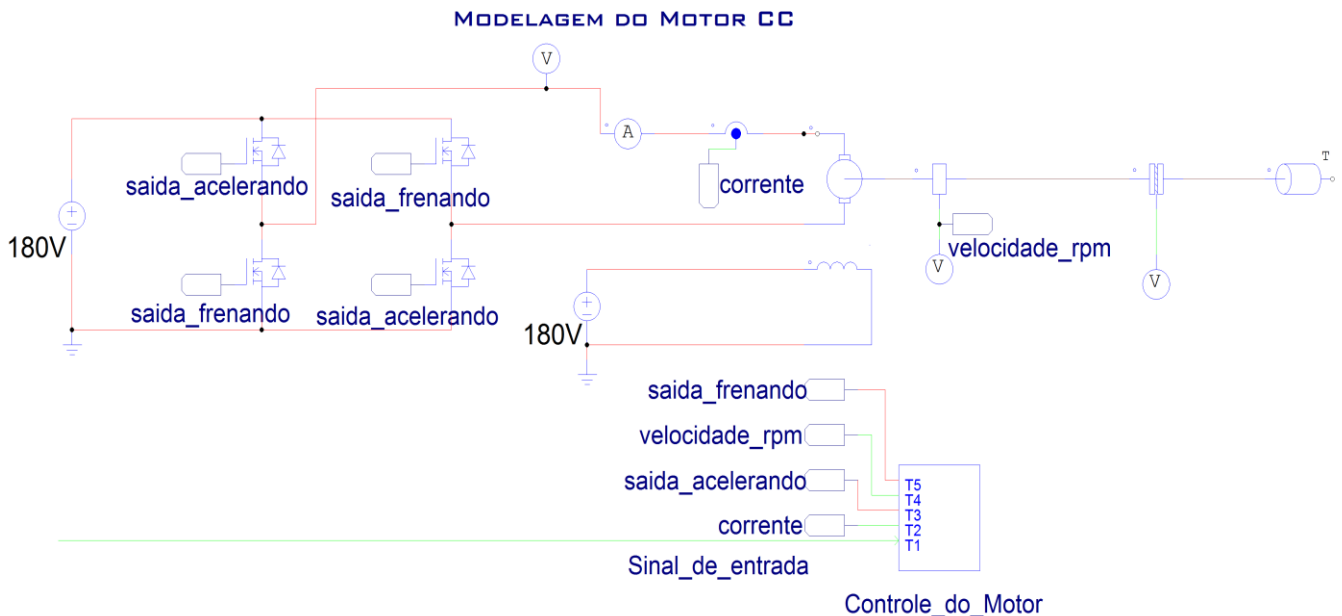 MODELAGEM DO MOTOR CC
V
A
T
saida_acelerando
saida_frenando
corrente
180V
velocidade_rpm
V
V
saida_frenando
saida_acelerando
180V
saida_frenando
velocidade_rpm
saida_acelerando
corrente
T5
T4
T3
T2
T1
Sinal_de_entrada
Controle_do_Motor